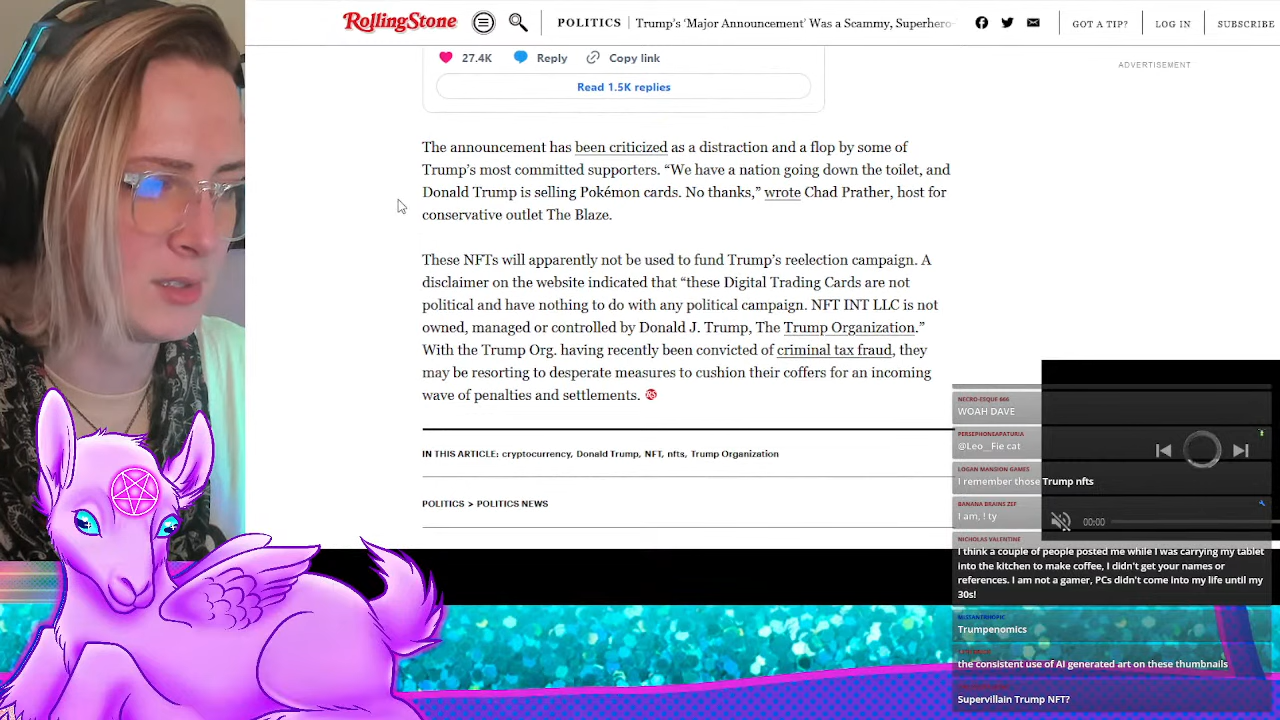 RollingStone
POLITICS
Trump's 'Major Announcement' Was a Scammy, Superhero-
GOT A TIP?
LOG IN
SUBSCRIBE
ADVERTISEMENT
27.4K Reply Copy link
Read 1.5K replies
The announcement has been criticized as a distraction and a flop by some of
Trump's most committed supporters. “We have a nation going down the toilet, and
Donald Trump is selling Pokémon cards. No thanks,” wrote Chad Prather, host for
conservative outlet The Blaze.
These NFTs will apparently not be used to fund Trump's reelection campaign. A
disclaimer on the website indicated that “these Digital Trading Cards are not
political and have nothing to do with any political campaign. NFT INT LLC is not
owned, managed or controlled by Donald J. Trump, The Trump Organization.”
With the Trump Org. having recently been convicted of criminal tax fraud, they
may be resorting to desperate measures to cushion their coffers for an incoming
wave of penalties and settlements. RS
IN THIS ARTICLE: cryptocurrency, Donald Trump, NFT, nfts, Trump Organization
POLITICS > POLITICS NEWS
NECRO-ESQUE 666
WOAH DAVE
PERSEPHONEAPATURIA
@Leo__Fie cat
LOGAN MANSION GAMES
I remember those Trump nfts
BANANA BRAINS ZEF
I am, ! ty
00:00
NICHOLAS VALENTINE
I think a couple of people posted me while I was carrying my tablet
into the kitchen to make coffee, I didn't get your names or
references. I am not a gamer, PCs didn't come into my life until my
30s!
Trumpenomics
the consistent use of AI generated art on these thumbnails
Supervillain Trump NFT?